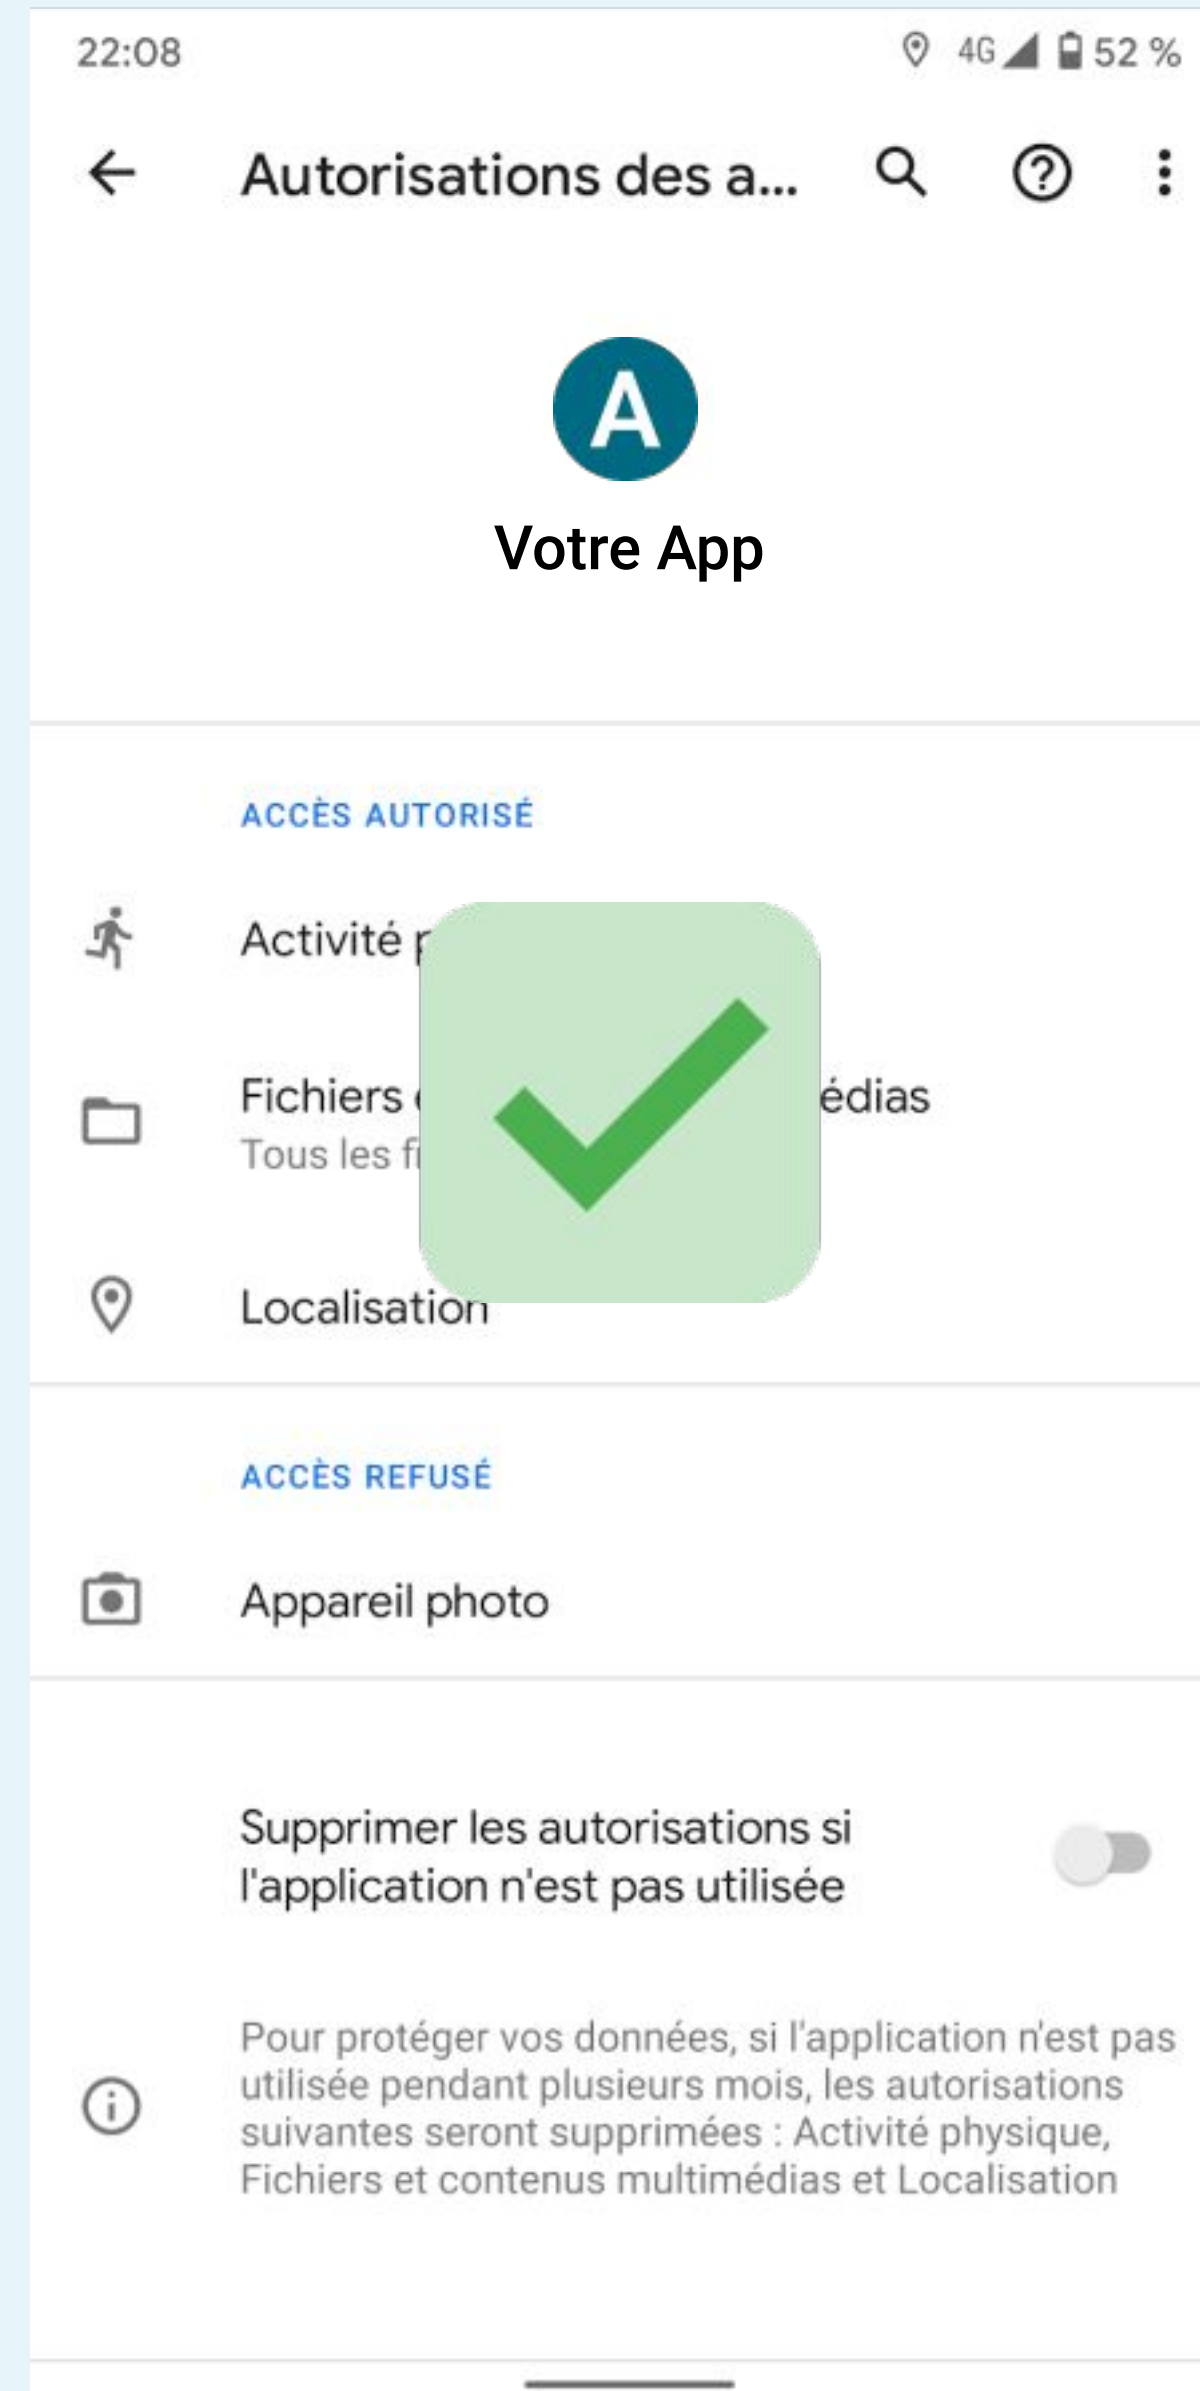 22:08
4G 52 %
Autorisations des a...
A
Votre App
ACCÈS AUTORISÉ
Activité
Fichiers édias
Tous les
Localisation
ACCÈS REFUSÉ
Appareil photo
Supprimer les autorisations si
l'application n'est pas utilisée
Pour protéger vos données, si l'application n'est pas
utilisée pendant plusieurs mois, les autorisations
suivantes seront supprimées : Activité physique,
Fichiers et contenus multimédias et Localisation